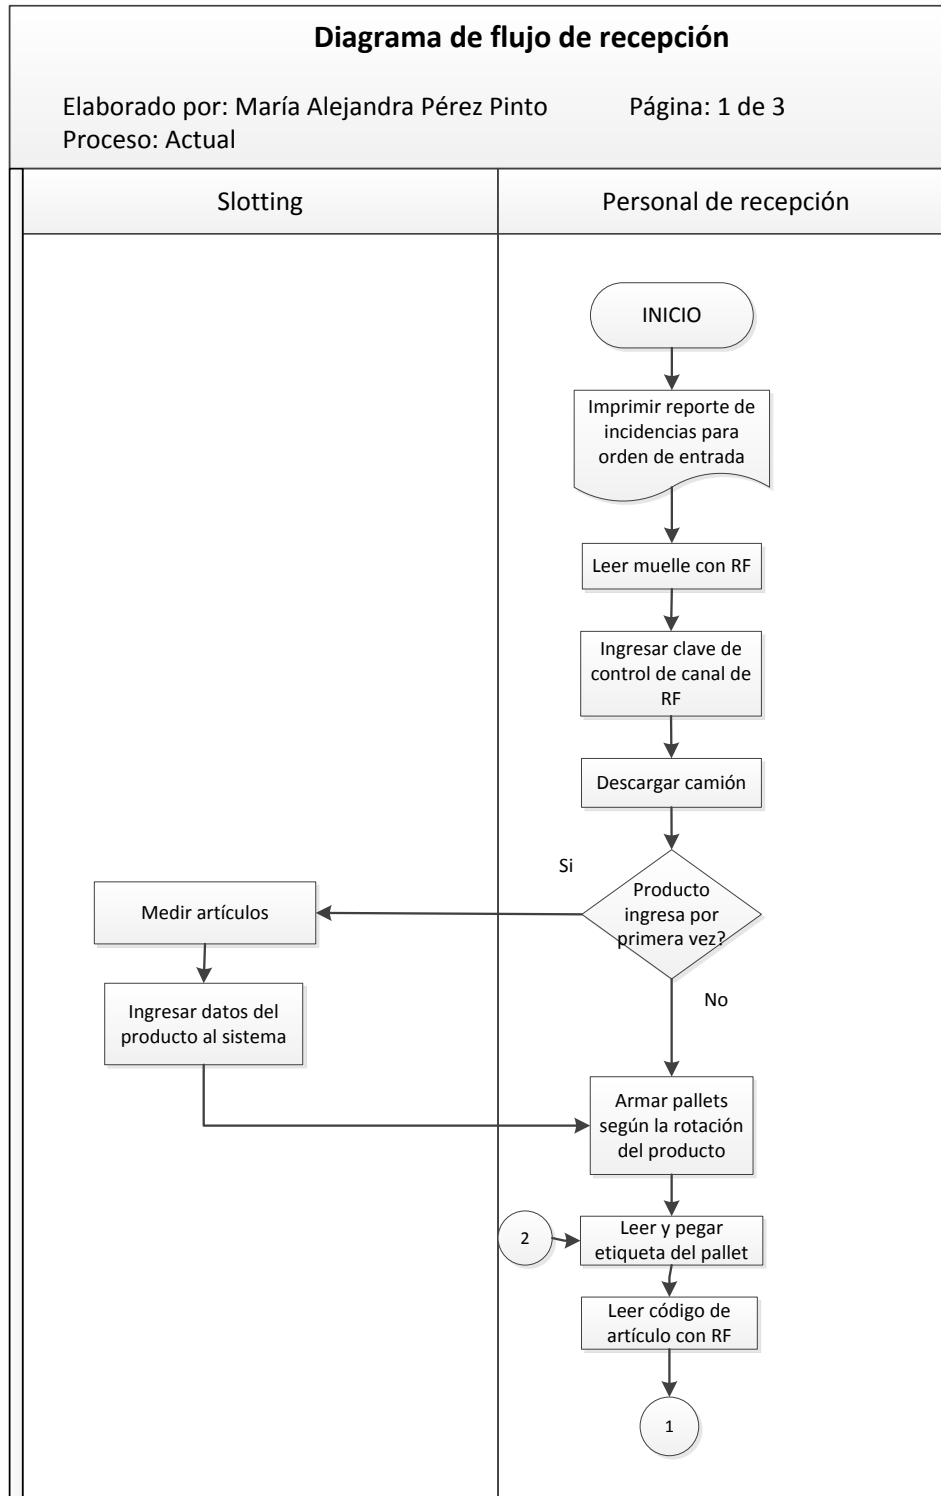 Diagrama de flujo de recepción
Elaborado por: María Alejandra Pérez Pinto Página: 1 de 3
Proceso: Actual
Slotting
Personal de recepción
INICIO
Imprimir reporte de
incidencias para
orden de entrada
Leer muelle con RF
Ingresar clave de
control de canal de
RF
Descargar camión
Si
Producto
ingresa por
primera vez?
Medir artículos
No
Ingresar datos del
producto al sistema
Armar pallets
según la rotación
del producto
2
Leer y pegar
etiqueta del pallet
Leer código de
artículo con RF
1